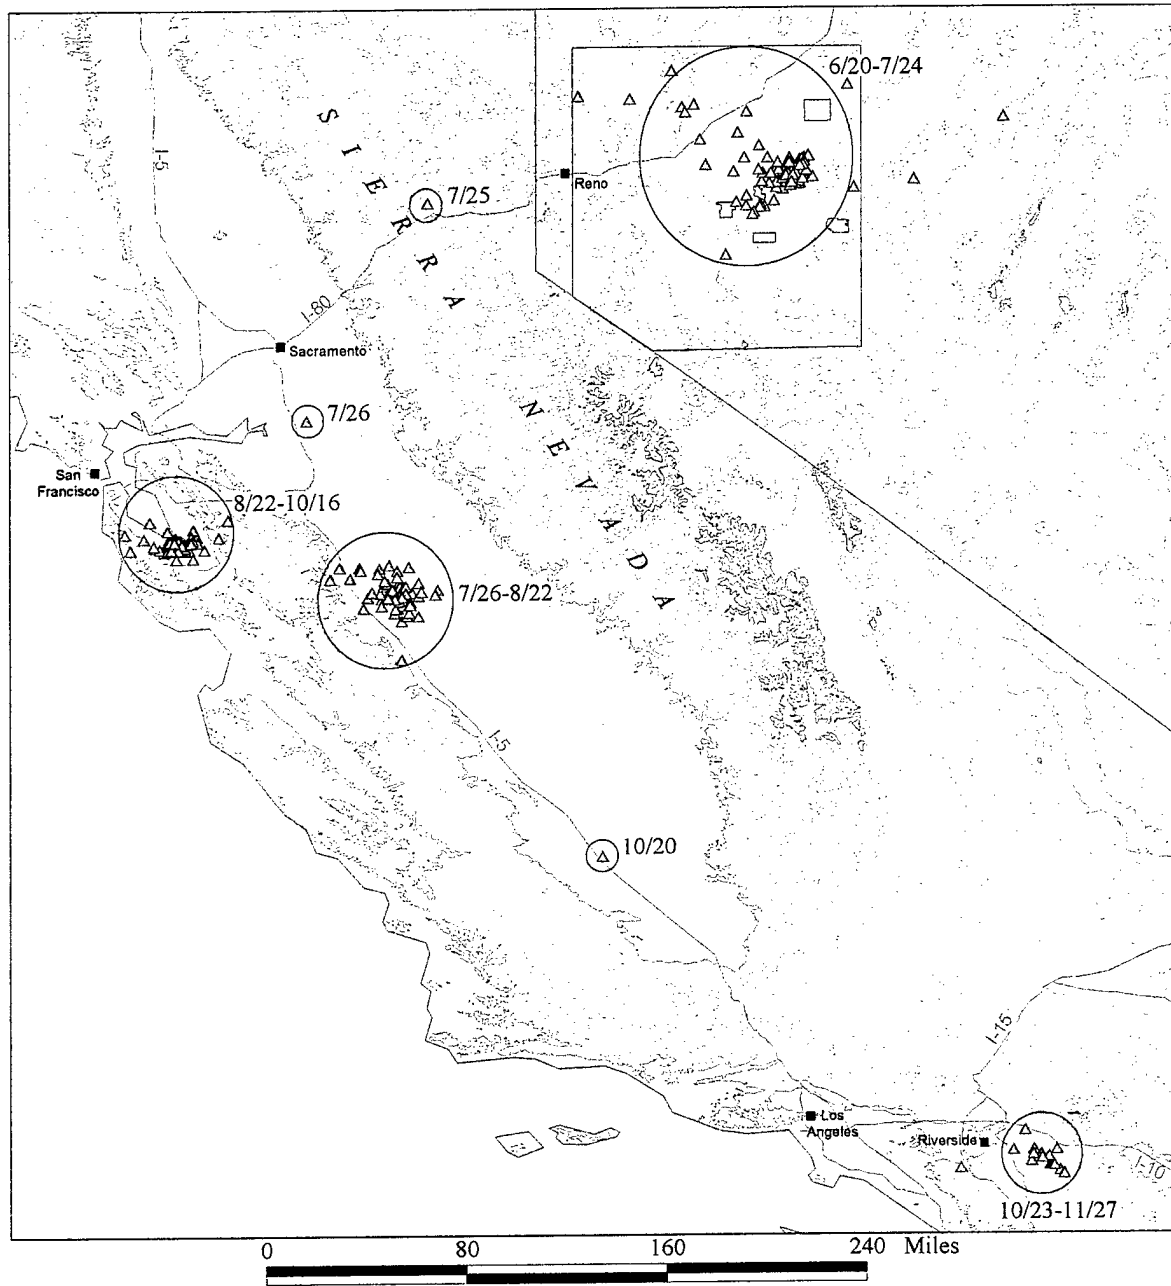 6/20-7/24
I-5
SIERRA
Reno
7/25
I-80
Sacramento
7/26
NEVADA
San
Francisco
8/22-10/16
7/26-8/22
I-5
10/20
I-15
Los
Angeles
Riverside
I-10
10/23-11/27
0 80 160 240 Miles